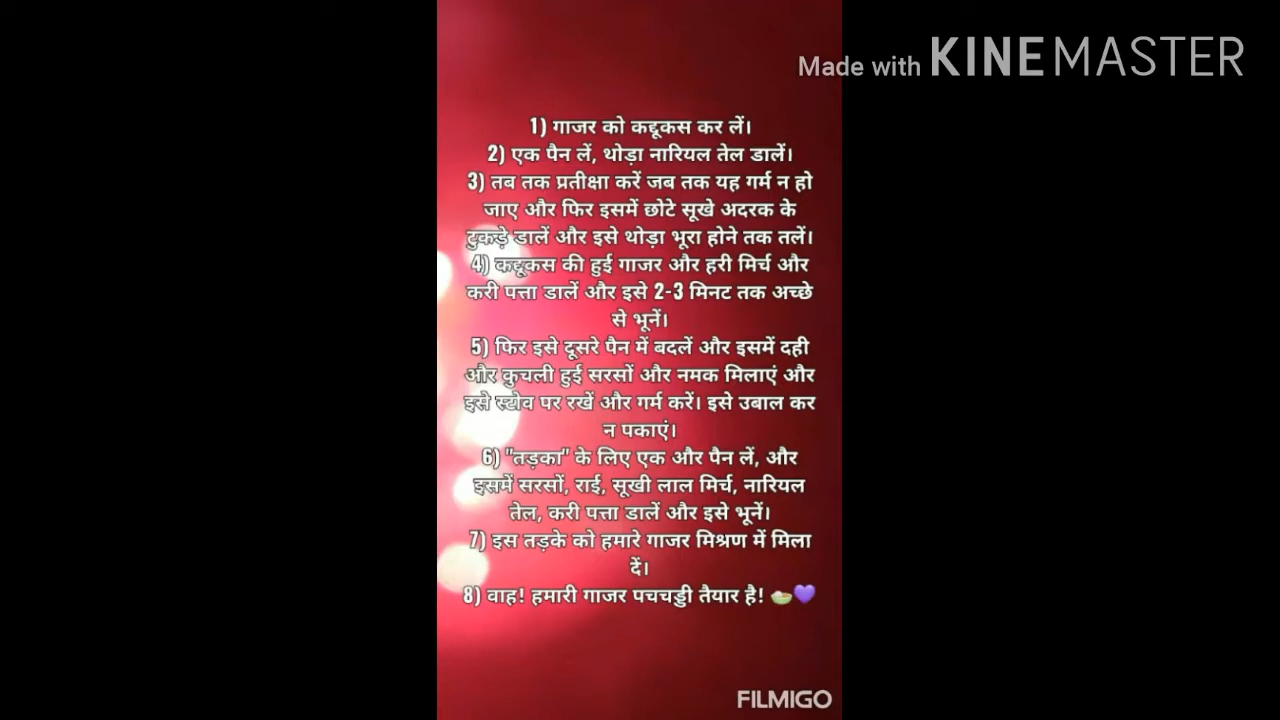 Made with KINEMASTER
1) गाजर को कद्दूकस कर लें।
2) एक पैन लें, थोड़ा नारियल तेल डालें।
3) तब तक प्रतीक्षा करें जब तक यह गर्म न हो
जाए और फिर इसमें छोटे सूखे अदरक के
टुकड़े डालें और इसे थोड़ा भूरा होने तक तलें।
4) कद्दूकस की हुई गाजर और हरी मिर्च और
करी पत्ता डालें और इसे 2-3 मिनट तक अच्छे
से भूनें।
5) फिर इसे दूसरे पैन में बदलें और इसमें दही
और कुचली हुई सरसों और नमक मिलाएं और
इसे स्टोव पर रखें और गर्म करें। इसे उबाल कर
न पकाएं।
6) "तड़का" के लिए एक और पैन लें, और
इसमें सरसों, राई, सूखी लाल मिर्च, नारियल
तेल, करी पत्ता डालें और इसे भूनें।
7) इस तड़के को हमारे गाजर मिश्रण में मिला
दें।
8) वाह! हमारी गाजर पचचड्डी तैयार है! 🥗💜
FILMIGO